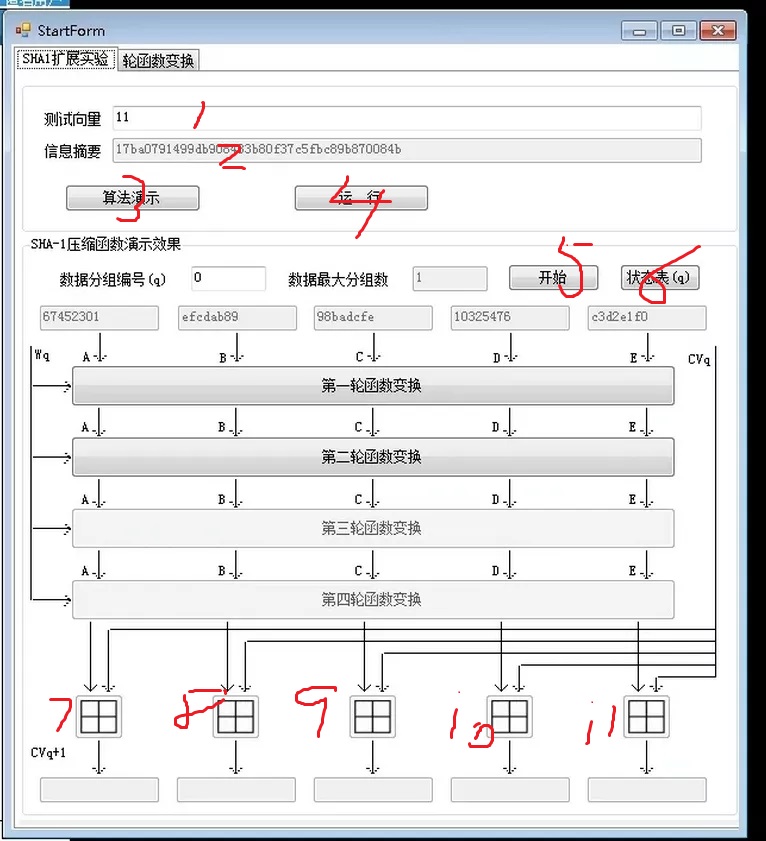 StartForm
SHA1扩展实验 轮函数变换
测试向量 11 1
信息摘要 2
算法演示 3 运 行 4
SHA-1压缩函数演示效果 5 6
数据分组编号(q) 0 数据最大分组数 1 开始 状态表(q)
67452301 efcdab89 98badcfe 10325476 c3d2e1f0
Wq A B C D E CVq
第一轮函数变换
A B C D E
第二轮函数变换
A B C D E
第三轮函数变换
A B C D E
第四轮函数变换
7 8 9 10 11
CVq+1